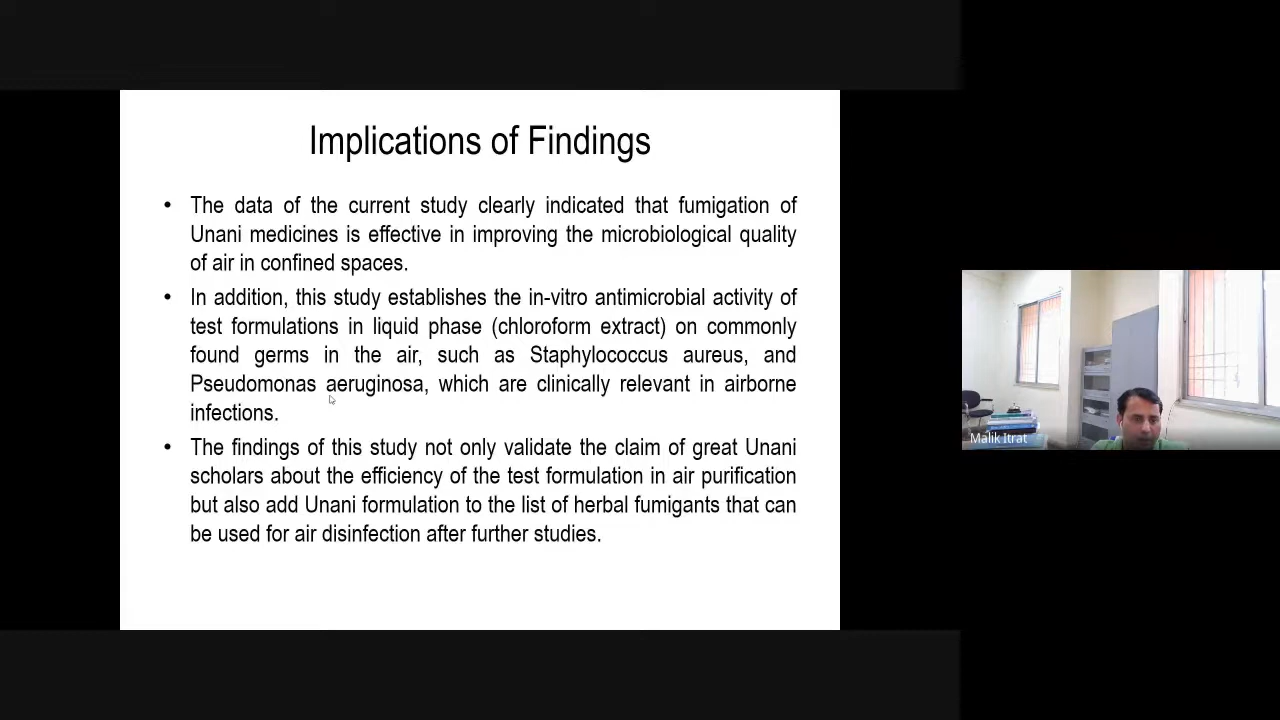 Implications of Findings
• The data of the current study clearly indicated that fumigation of
Unani medicines is effective in improving the microbiological quality
of air in confined spaces.
• In addition, this study establishes the in-vitro antimicrobial activity of
test formulations in liquid phase (chloroform extract) on commonly
found germs in the air, such as Staphylococcus aureus, and
Pseudomonas aeruginosa, which are clinically relevant in airborne
infections.
• The findings of this study not only validate the claim of great Unani
scholars about the efficiency of the test formulation in air purification
but also add Unani formulation to the list of herbal fumigants that can
be used for air disinfection after further studies.
Malik Itrat